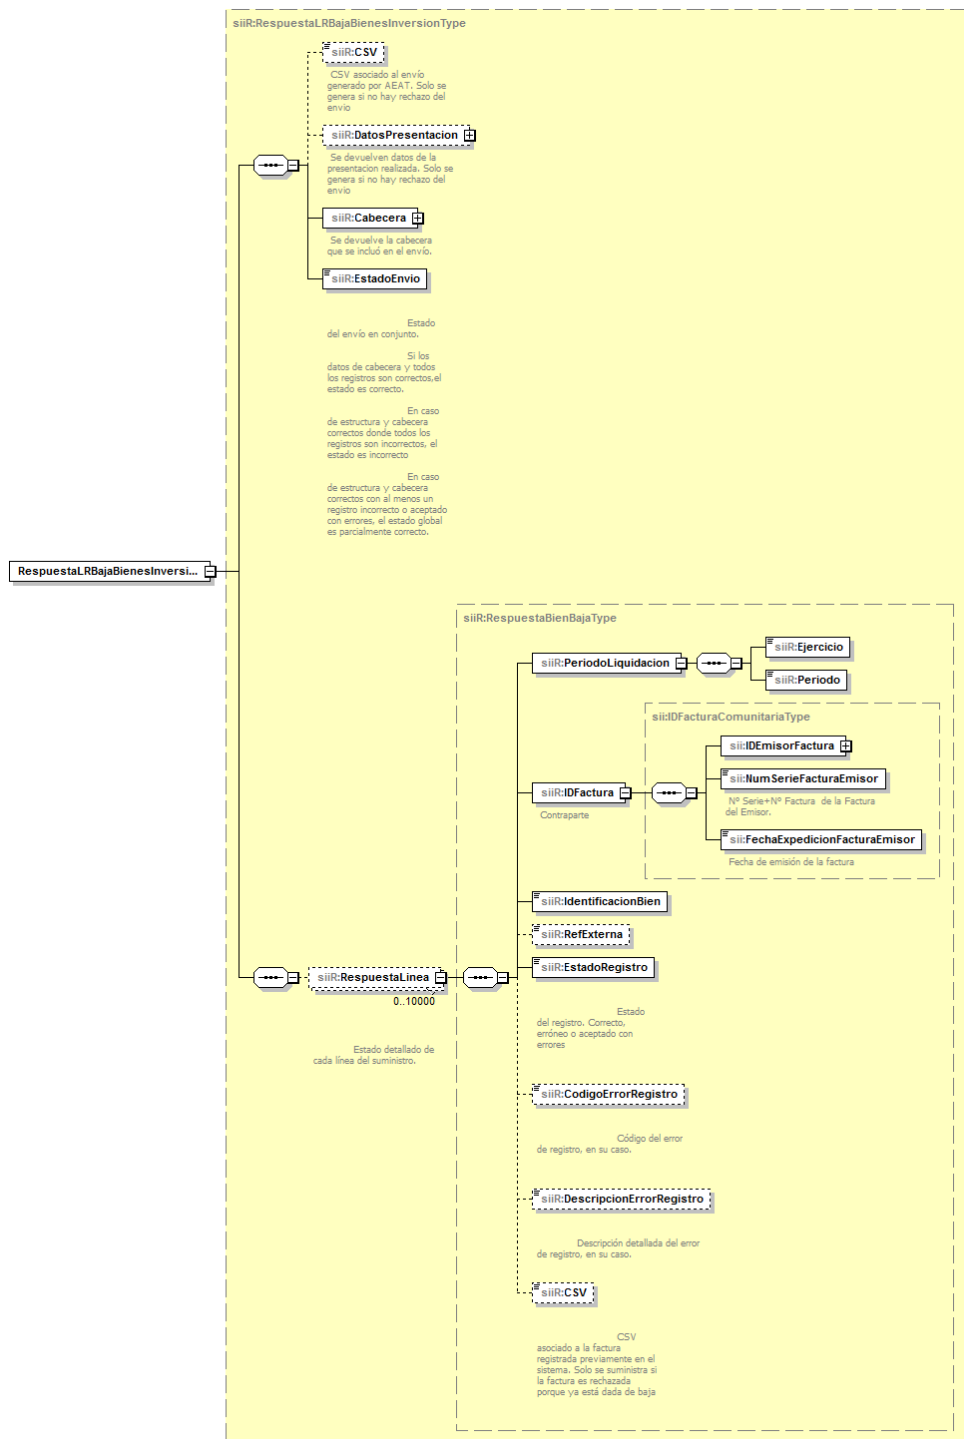 siiR:RespuestaLRBajaBienesInversionType
siiR:CSV
CSV asociado al envío
generado por AEAT. Solo se
genera si no hay rechazo del
envio
siiR:DatosPresentacion
Se devuelven datos de la
presentacion realizada. Solo se
genera si no hay rechazo del
envio
siiR:Cabecera
Se devuelve la cabecera
que se incluó en el envío.
siiR:EstadoEnvio
Estado
del envío en conjunto.
Si los
datos de cabecera y todos
los registros son correctos,el
estado es correcto.
En caso
de estructura y cabecera
correctos donde todos los
registros son incorrectos, el
estado es incorrecto
En caso
de estructura y cabecera
correctos con al menos un
registro incorrecto o aceptado
con errores, el estado global
es parcialmente correcto.
RespuestaLRBajaBienesInversi...
siiR:RespuestaBienBajaType
siiR:PeriodoLiquidacion
siiR:Ejercicio
siiR:Periodo
sii:IDFacturaComunitariaType
sii:IDEmisorFactura
sii:NumSerieFacturaEmisor
Nº Serie+Nº Factura de la Factura
del Emisor.
siiR:IDFactura
Contraparte
sii:FechaExpedicionFacturaEmisor
Fecha de emisión de la factura
siiR:IdentificacionBien
siiR:RefExterna
siiR:EstadoRegistro
Estado
del registro. Correcto,
erróneo o aceptado con
errores
siiR:RespuestaLinea
0..10000
Estado detallado de
cada línea del suministro.
siiR:CodigoErrorRegistro
Código del error
de registro, en su caso.
siiR:DescripcionErrorRegistro
Descripción detallada del error
de registro, en su caso.
siiR:CSV
CSV
asociado a la factura
registrada previamente en el
sistema. Solo se suministra si
la factura es rechazada
porque ya está dada de baja